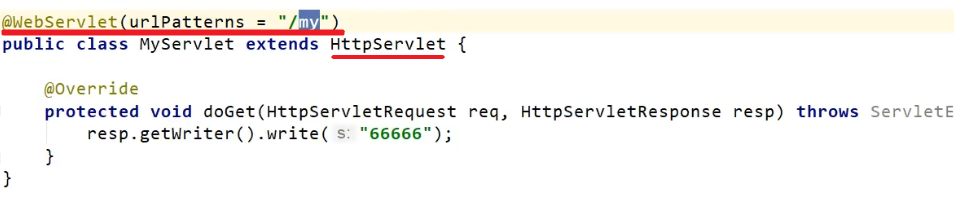 @WebServlet(urlPatterns = "/my")
public class MyServlet extends HttpServlet {
@Override
protected void doGet(HttpServletRequest req, HttpServletResponse resp) throws ServletE
resp.getWriter().write( s: "66666");
}
}